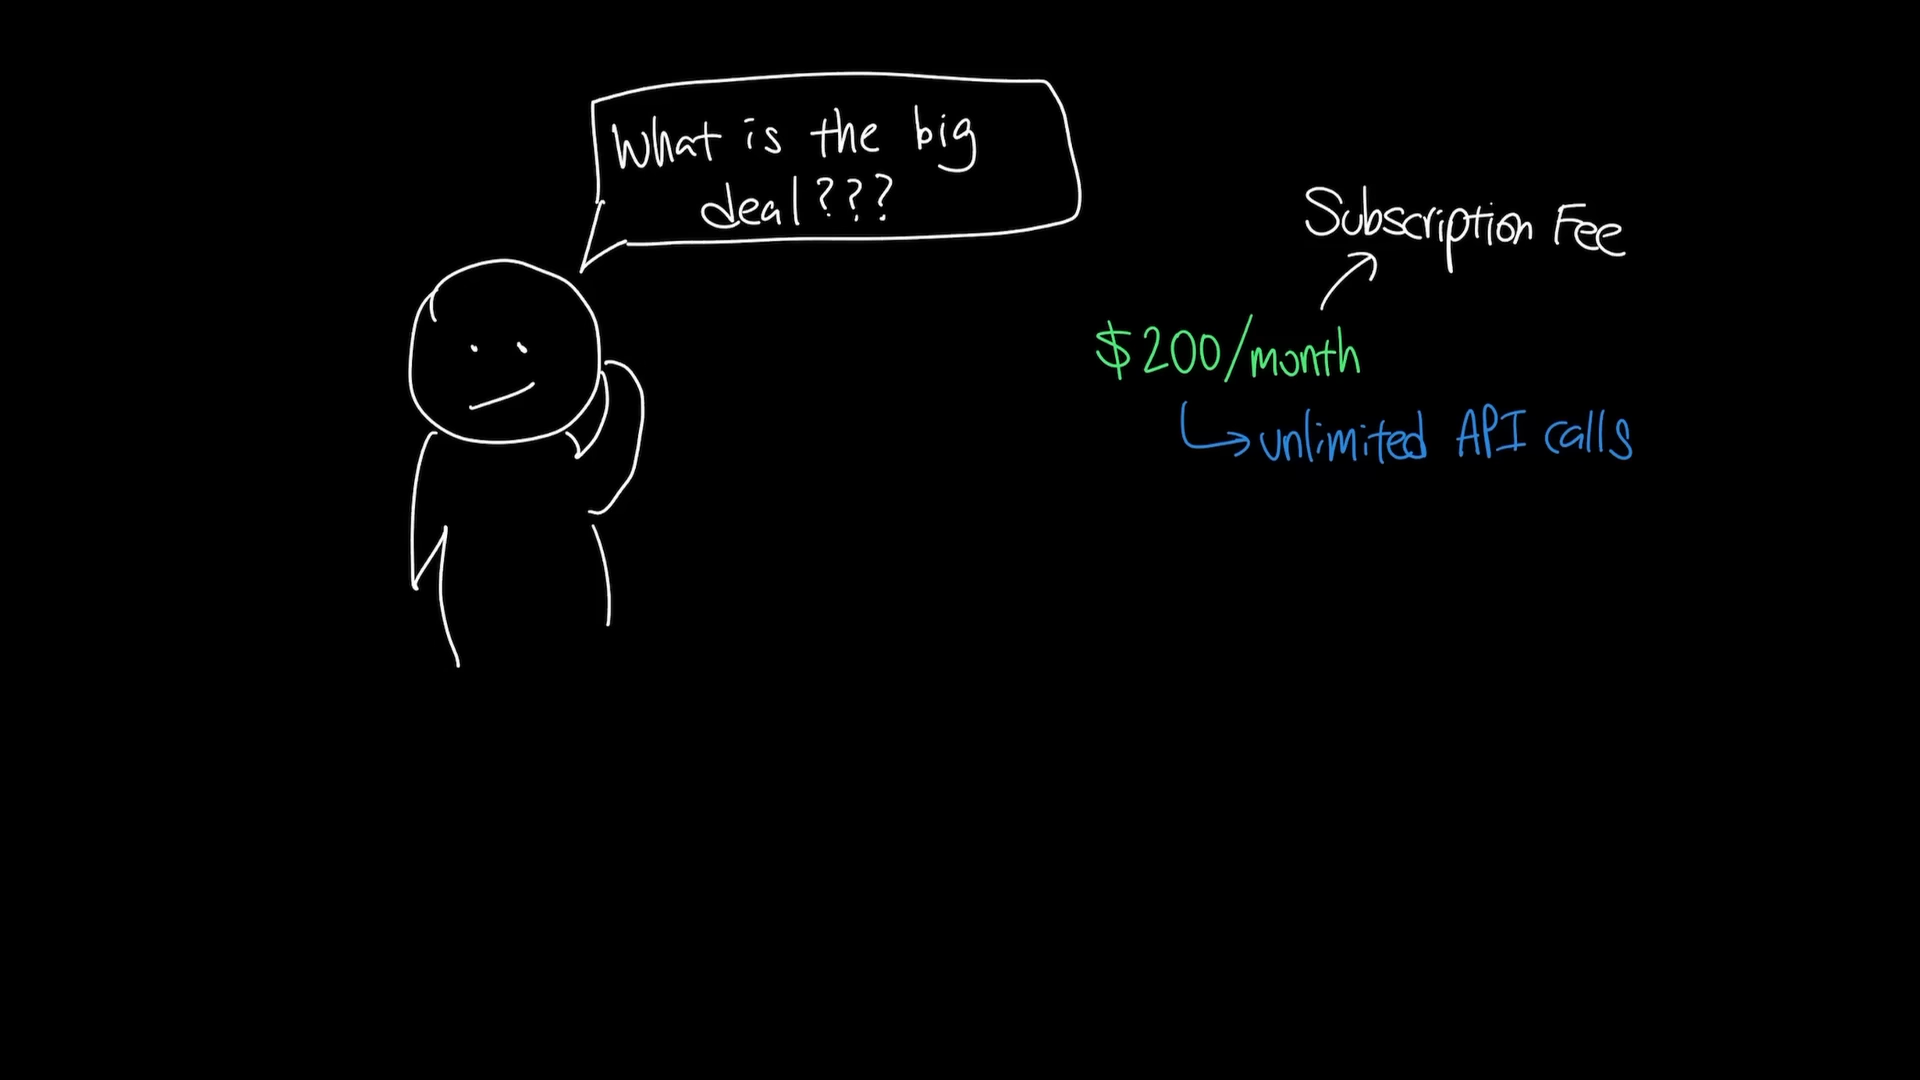 What is the big
deal???
Subscription Fee
$200/month
unlimited API calls